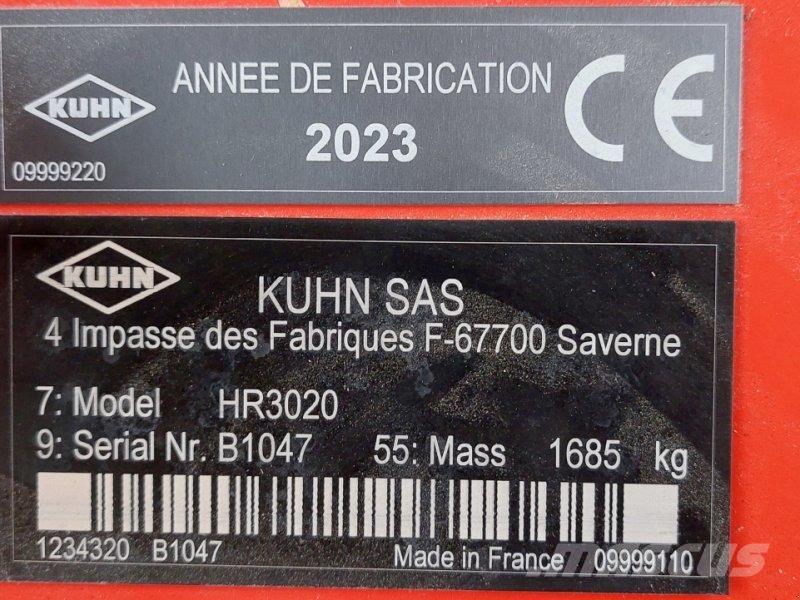 KUHN
ANNEE DE FABRICATION
2023
CE
09999220
KUHN
KUHN SAS
4 Impasse des Fabriques F-67700 Saverne
7: Model HR3020
9: Serial Nr. B1047 55: Mass 1685 kg
1234320 B1047 Made in France 09999110